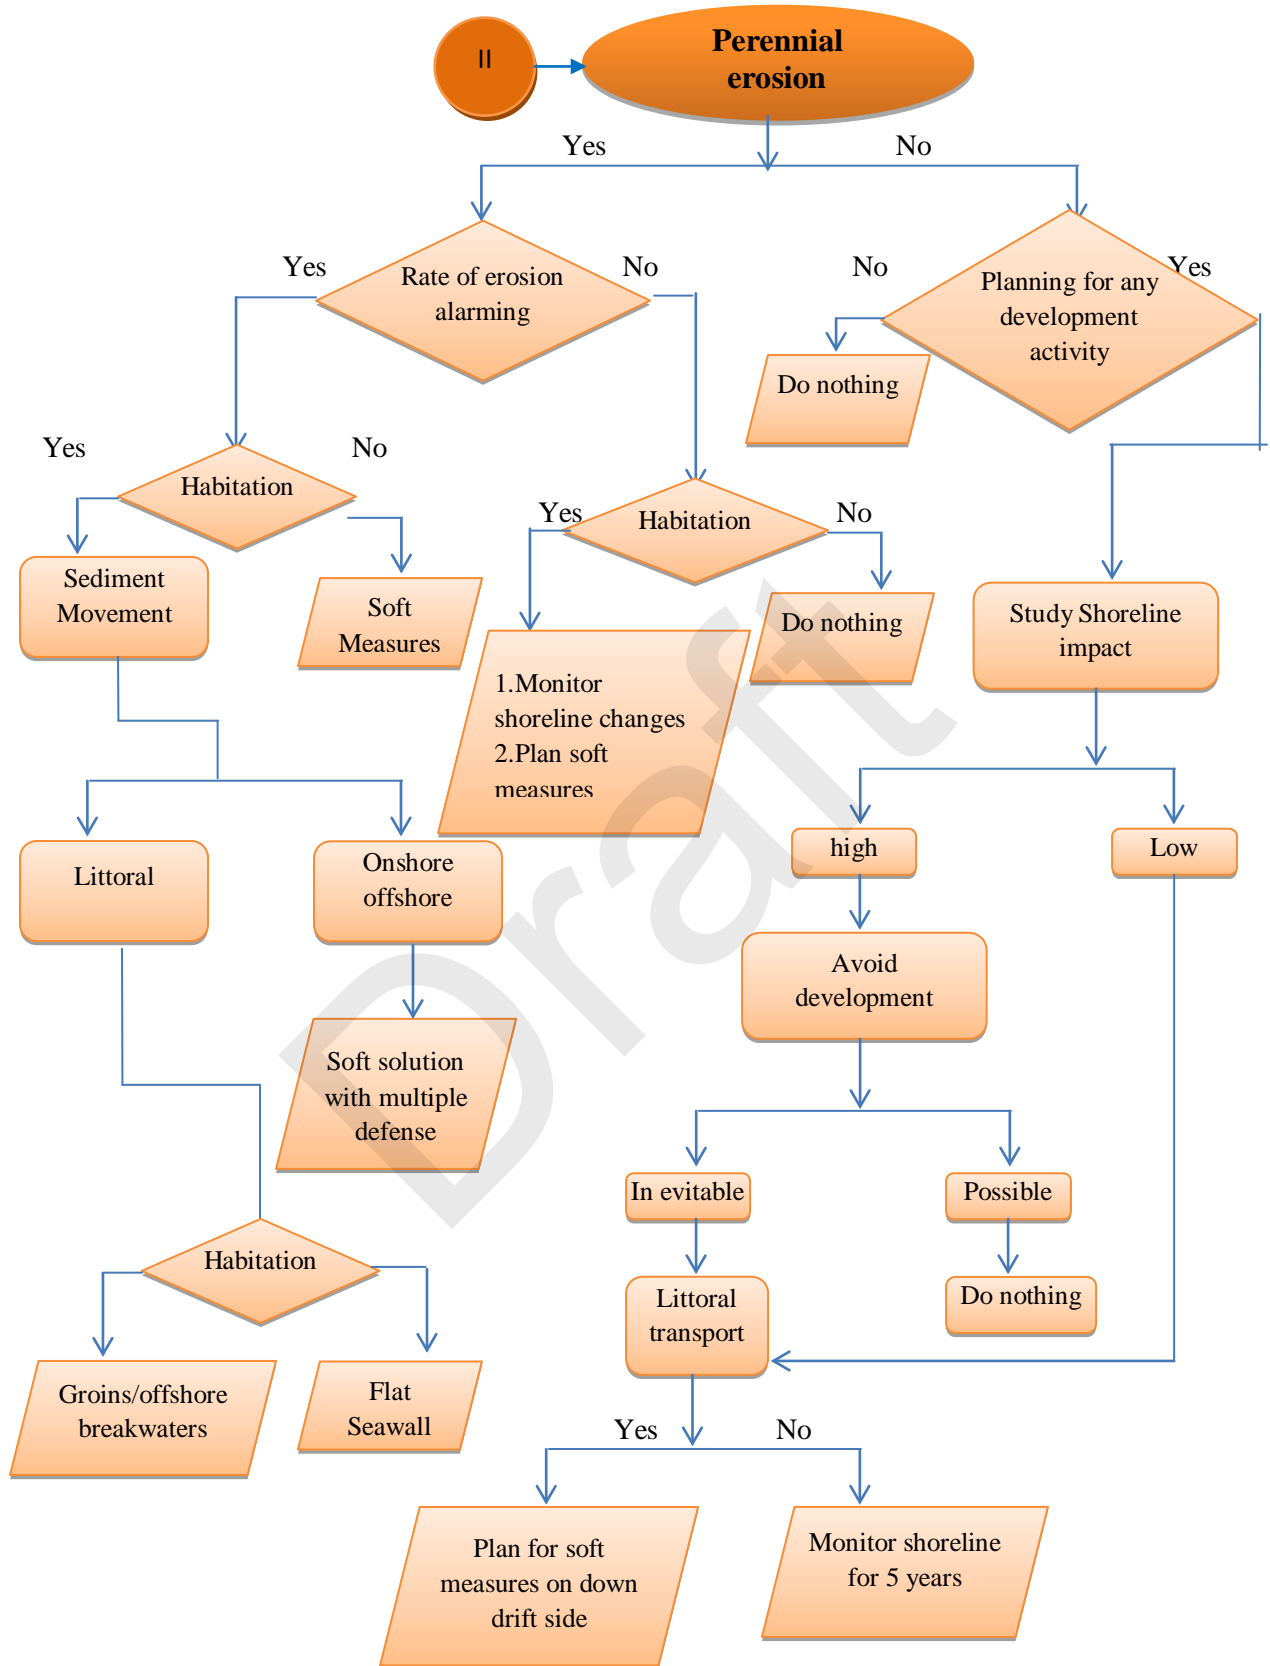 II
Perennial
erosion
Yes
No
Yes
Rate of erosion
alarming
No
No
Planning for any
development
activity
Yes
Do nothing
Yes
Habitation
No
Yes
Habitation
No
Sediment
Movement
Soft
Measures
Do nothing
Study Shoreline
impact
1.Monitor
shoreline changes
2.Plan soft
measures
high
Low
Littoral
Onshore
offshore
Avoid
development
Soft solution
with multiple
defense
In evitable
Possible
Habitation
Littoral
transport
Do nothing
Groins/offshore
breakwaters
Flat
Seawall
Yes
No
Plan for soft
measures on down
drift side
Monitor shoreline
for 5 years
Draft